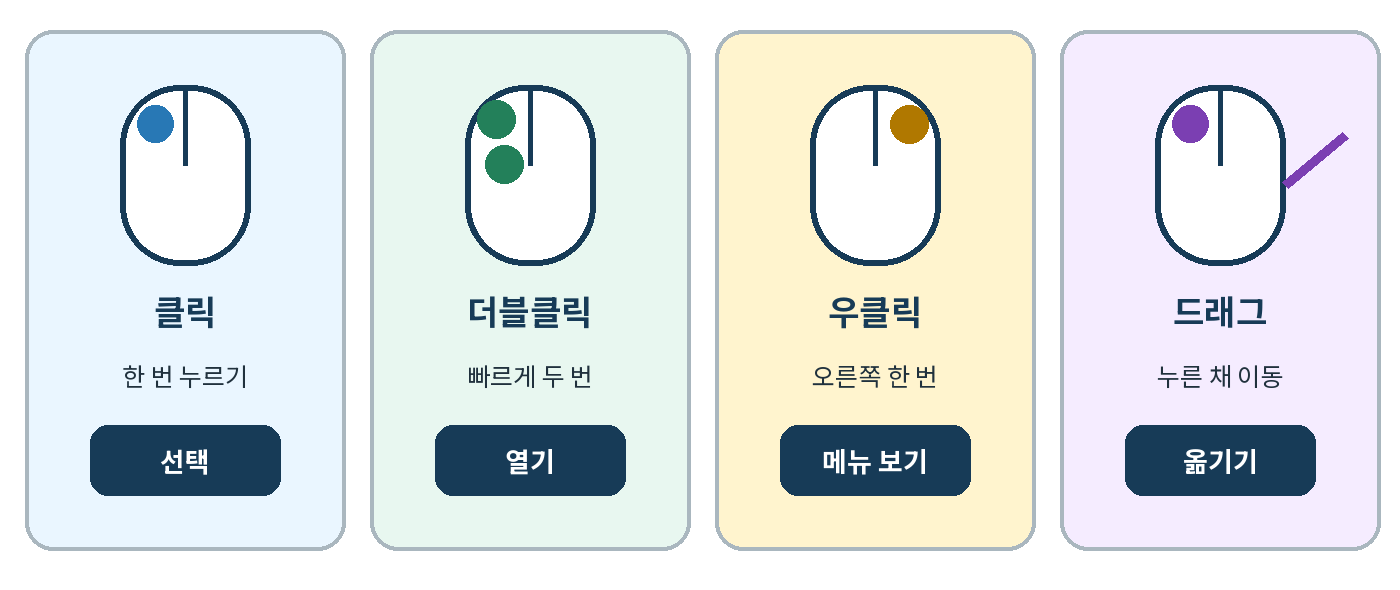 클릭
한 번 누르기
선택
더블클릭
빠르게 두 번
열기
우클릭
오른쪽 한 번
메뉴 보기
드래그
누른 채 이동
옮기기